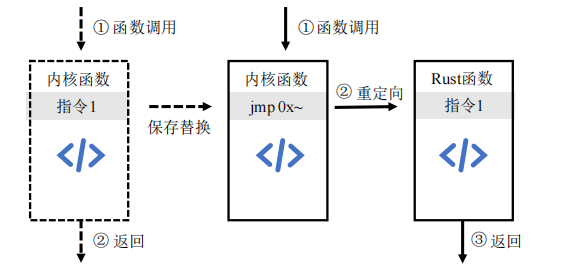 ① 函数调用
① 函数调用
内核函数
指令1
保存替换
内核函数
jmp 0x~
② 重定向
Rust函数
指令1
</>
</>
</>
② 返回
③ 返回